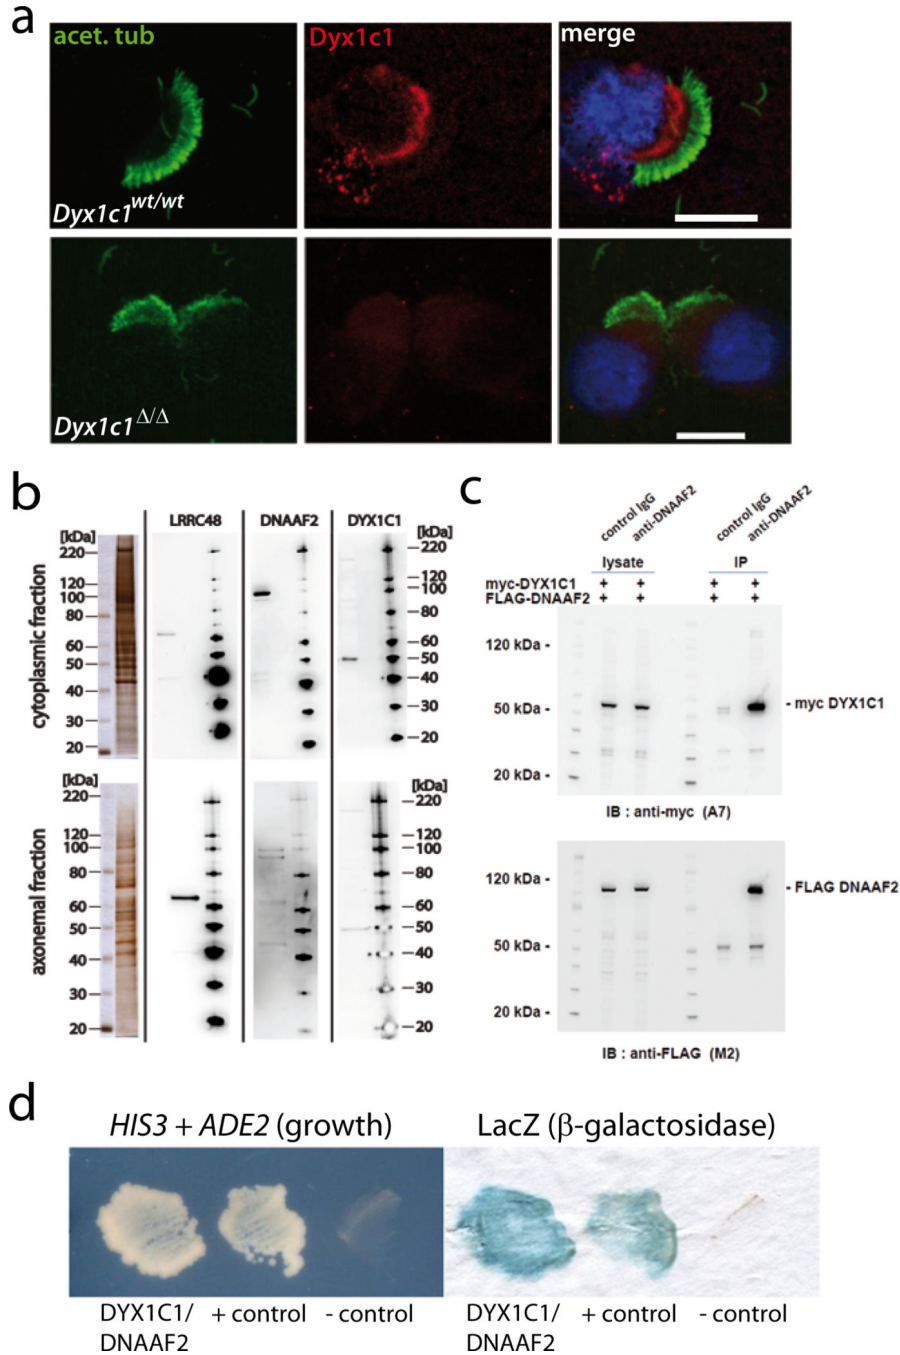 a
acet. tub
Dyx1c1
merge
Dyx1c1wt/wt
Dyx1c1Δ/Δ
b
LRRC48 DNAAF2 DYX1C1
[kDa] [kDa]
cytoplasmic fraction
220
120
100
80
60
50
40
30
20
220
120
100
80
60
50
40
30
20
axonemal fraction
[kDa] [kDa]
220
120
100
80
60
50
40
30
20
220
120
100
80
60
50
40
30
20
c
control IgG
anti-DNAAF2
control IgG
anti-DNAAF2
lysate IP
myc-DYX1C1 + + + +
FLAG-DNAAF2 + + + +
120 kDa -
50 kDa - - myc DYX1C1
20 kDa -
IB : anti-myc (A7)
120 kDa - - FLAG DNAAF2
50 kDa -
20 kDa -
IB : anti-FLAG (M2)
d
HIS3 + ADE2 (growth) LacZ (β-galactosidase)
DYX1C1/ + control - control DYX1C1/ + control - control
DNAAF2 DNAAF2